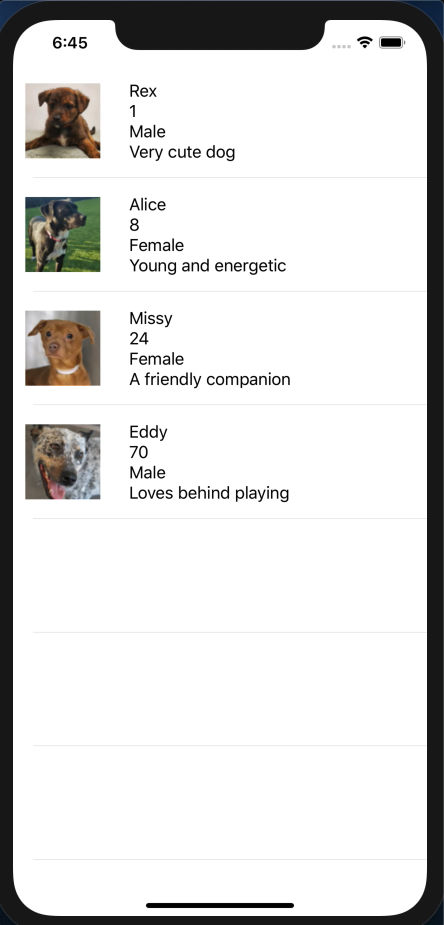 6:45
Rex
1
Male
Very cute dog
Alice
8
Female
Young and energetic
Missy
24
Female
A friendly companion
Eddy
70
Male
Loves behind playing